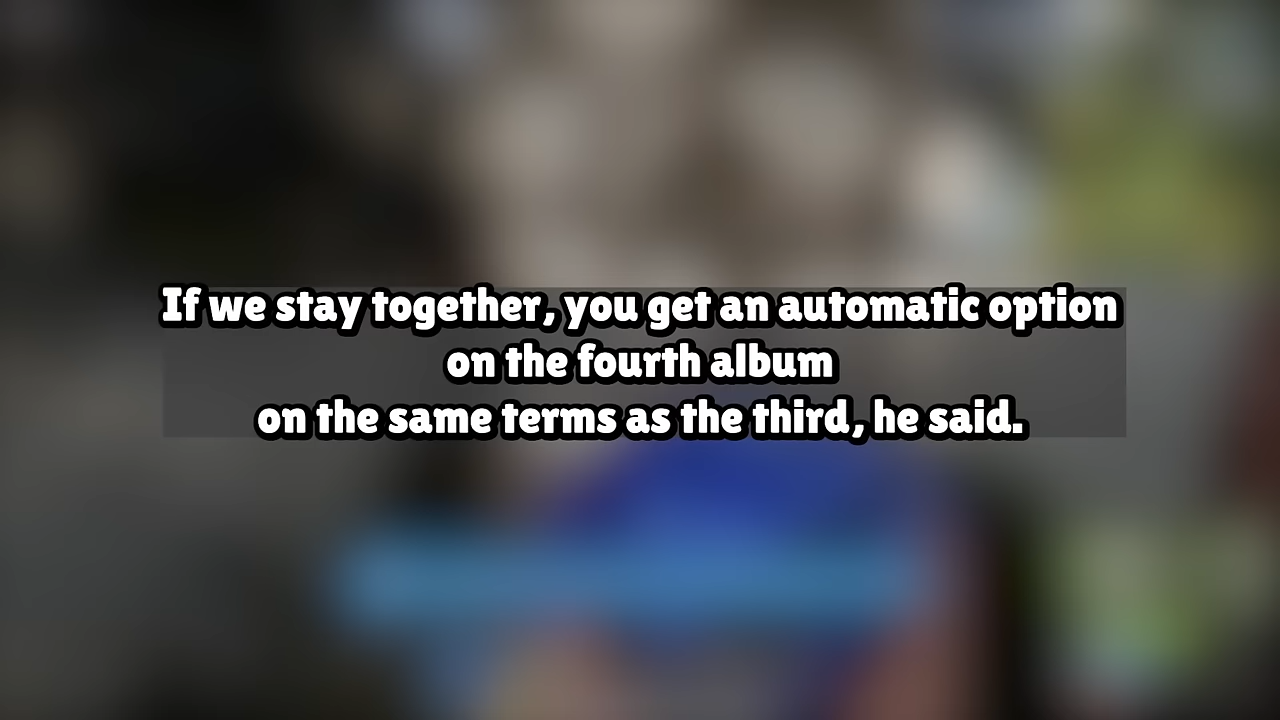 If we stay together, you get an automatic option
on the fourth album
on the same terms as the third, he said.